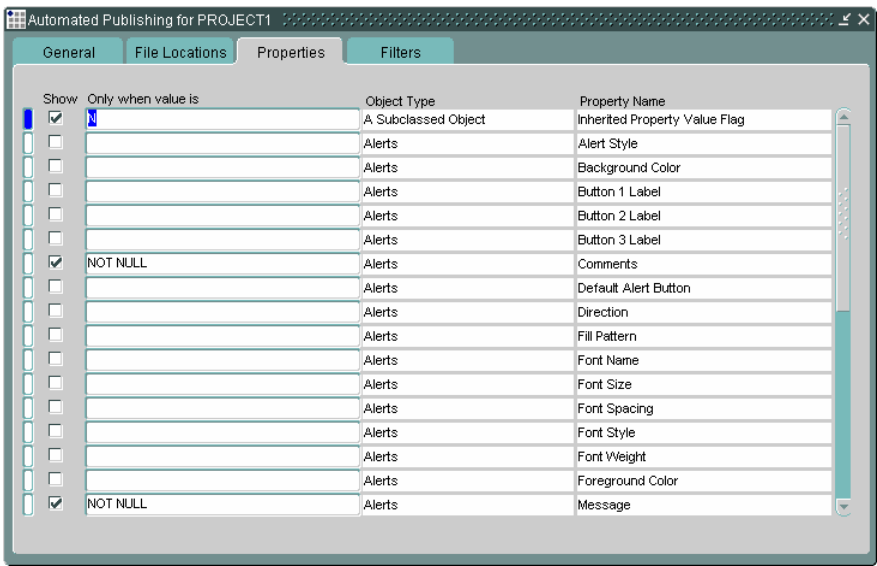 Automated Publishing for PROJECT1
General File Locations Properties Filters
Show Only when value is Object Type Property Name
N A Subclassed Object Inherited Property Value Flag
Alerts Alert Style
Alerts Background Color
Alerts Button 1 Label
Alerts Button 2 Label
Alerts Button 3 Label
NOT NULL Alerts Comments
Alerts Default Alert Button
Alerts Direction
Alerts Fill Pattern
Alerts Font Name
Alerts Font Size
Alerts Font Spacing
Alerts Font Style
Alerts Font Weight
Alerts Foreground Color
NOT NULL Alerts Message